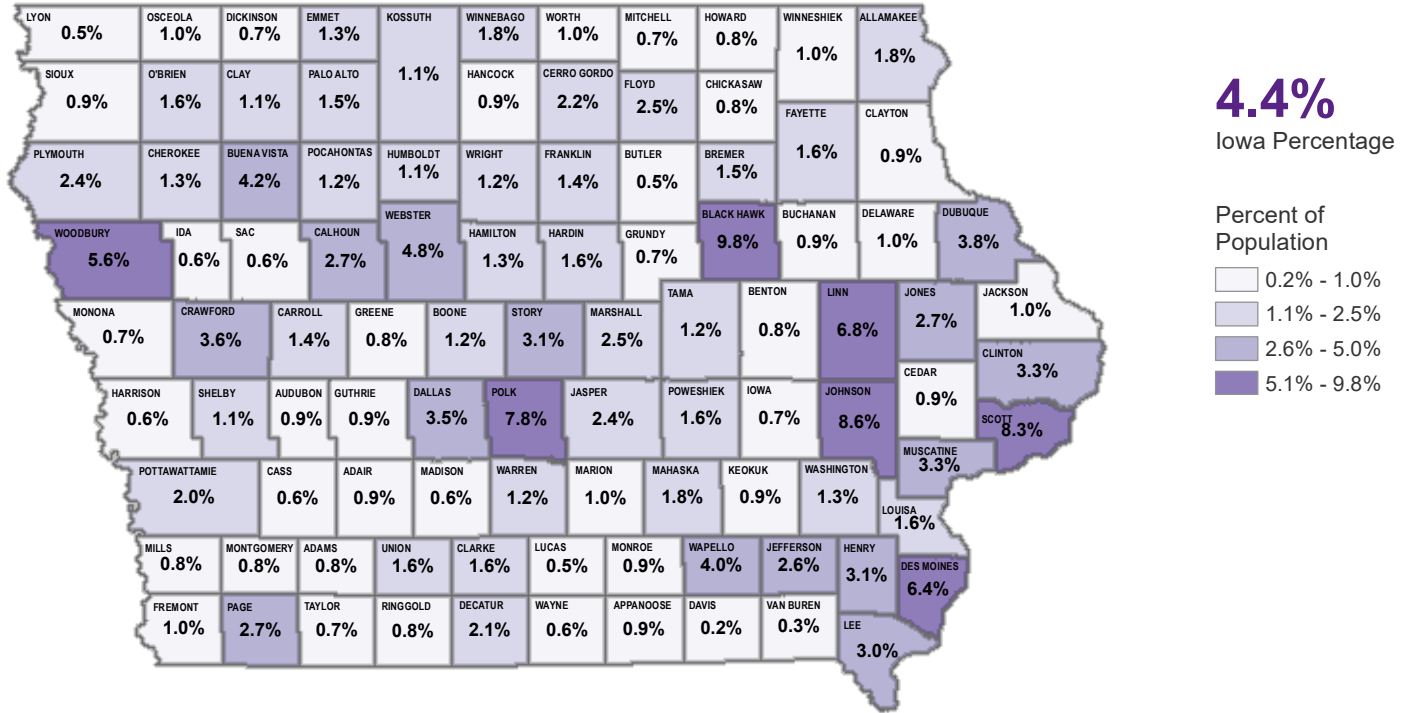 LYON
0.5%
OSCEOLA
1.0%
DICKINSON
0.7%
EMMET
1.3%
KOSSUTH
1.1%
WINNEBAGO
1.8%
WORTH
1.0%
MITCHELL
0.7%
HOWARD
0.8%
WINNESHIEK
1.0%
ALLAMAKEE
1.8%
SIOUX
0.9%
O'BRIEN
1.6%
CLAY
1.1%
PALO ALTO
1.5%
HANCOCK
0.9%
CERRO GORDO
2.2%
FLOYD
2.5%
CHICKASAW
0.8%
FAYETTE
1.6%
CLAYTON
0.9%
PLYMOUTH
2.4%
CHEROKEE
1.3%
BUENA VISTA
4.2%
POCAHONTAS
1.2%
HUMBOLDT
1.1%
WRIGHT
1.2%
FRANKLIN
1.4%
BUTLER
0.5%
BREMER
1.5%
WOODBURY
5.6%
IDA
0.6%
SAC
0.6%
CALHOUN
2.7%
WEBSTER
4.8%
HAMILTON
1.3%
HARDIN
1.6%
GRUNDY
0.7%
BLACK HAWK
9.8%
BUCHANAN
0.9%
DELAWARE
1.0%
DUBUQUE
3.8%
MONONA
0.7%
CRAWFORD
3.6%
CARROLL
1.4%
GREENE
0.8%
BOONE
1.2%
STORY
3.1%
MARSHALL
2.5%
TAMA
1.2%
BENTON
0.8%
LINN
6.8%
JONES
2.7%
JACKSON
1.0%
CLINTON
3.3%
CEDAR
0.9%
HARRISON
0.6%
SHELBY
1.1%
AUDUBON
0.9%
GUTHRIE
0.9%
DALLAS
3.5%
POLK
7.8%
JASPER
2.4%
POWESHIEK
1.6%
IOWA
0.7%
JOHNSON
8.6%
SCOTT
8.3%
MUSCATINE
3.3%
POTTAWATTAMIE
2.0%
CASS
0.6%
ADAIR
0.9%
MADISON
0.6%
WARREN
1.2%
MARION
1.0%
MAHASKA
1.8%
KEOKUK
0.9%
WASHINGTON
1.3%
LOUISA
1.6%
MILLS
0.8%
MONTGOMERY
0.8%
ADAMS
0.8%
UNION
1.6%
CLARKE
1.6%
LUCAS
0.5%
MONROE
0.9%
WAPELLO
4.0%
JEFFERSON
2.6%
HENRY
3.1%
DES MOINES
6.4%
FREMONT
1.0%
PAGE
2.7%
TAYLOR
0.7%
RINGGOLD
0.8%
DECATUR
2.1%
WAYNE
0.6%
APPANOOSE
0.9%
DAVIS
0.2%
VAN BUREN
0.3%
LEE
3.0%
4.4%
Iowa Percentage
Percent of
Population
0.2% - 1.0%
1.1% - 2.5%
2.6% - 5.0%
5.1% - 9.8%